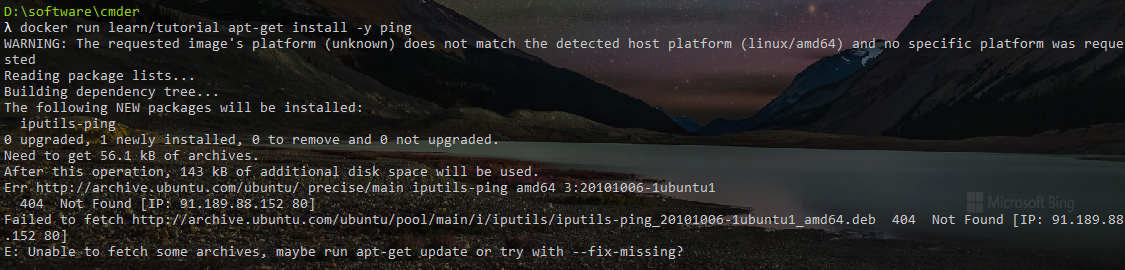 D:\software\cmder
λ docker run learn/tutorial apt-get install -y ping
WARNING: The requested image's platform (unknown) does not match the detected host platform (linux/amd64) and no specific platform was reque
sted
Reading package lists...
Building dependency tree...
The following NEW packages will be installed:
  iputils-ping
0 upgraded, 1 newly installed, 0 to remove and 0 not upgraded.
Need to get 56.1 kB of archives.
After this operation, 143 kB of additional disk space will be used.
Err http://archive.ubuntu.com/ubuntu/ precise/main iputils-ping amd64 3:20101006-1ubuntu1
  404  Not Found [IP: 91.189.88.152 80]
Microsoft Bing
Failed to fetch http://archive.ubuntu.com/ubuntu/pool/main/i/iputils/iputils-ping_20101006-1ubuntu1_amd64.deb  404  Not Found [IP: 91.189.88
.152 80]
E: Unable to fetch some archives, maybe run apt-get update or try with --fix-missing?